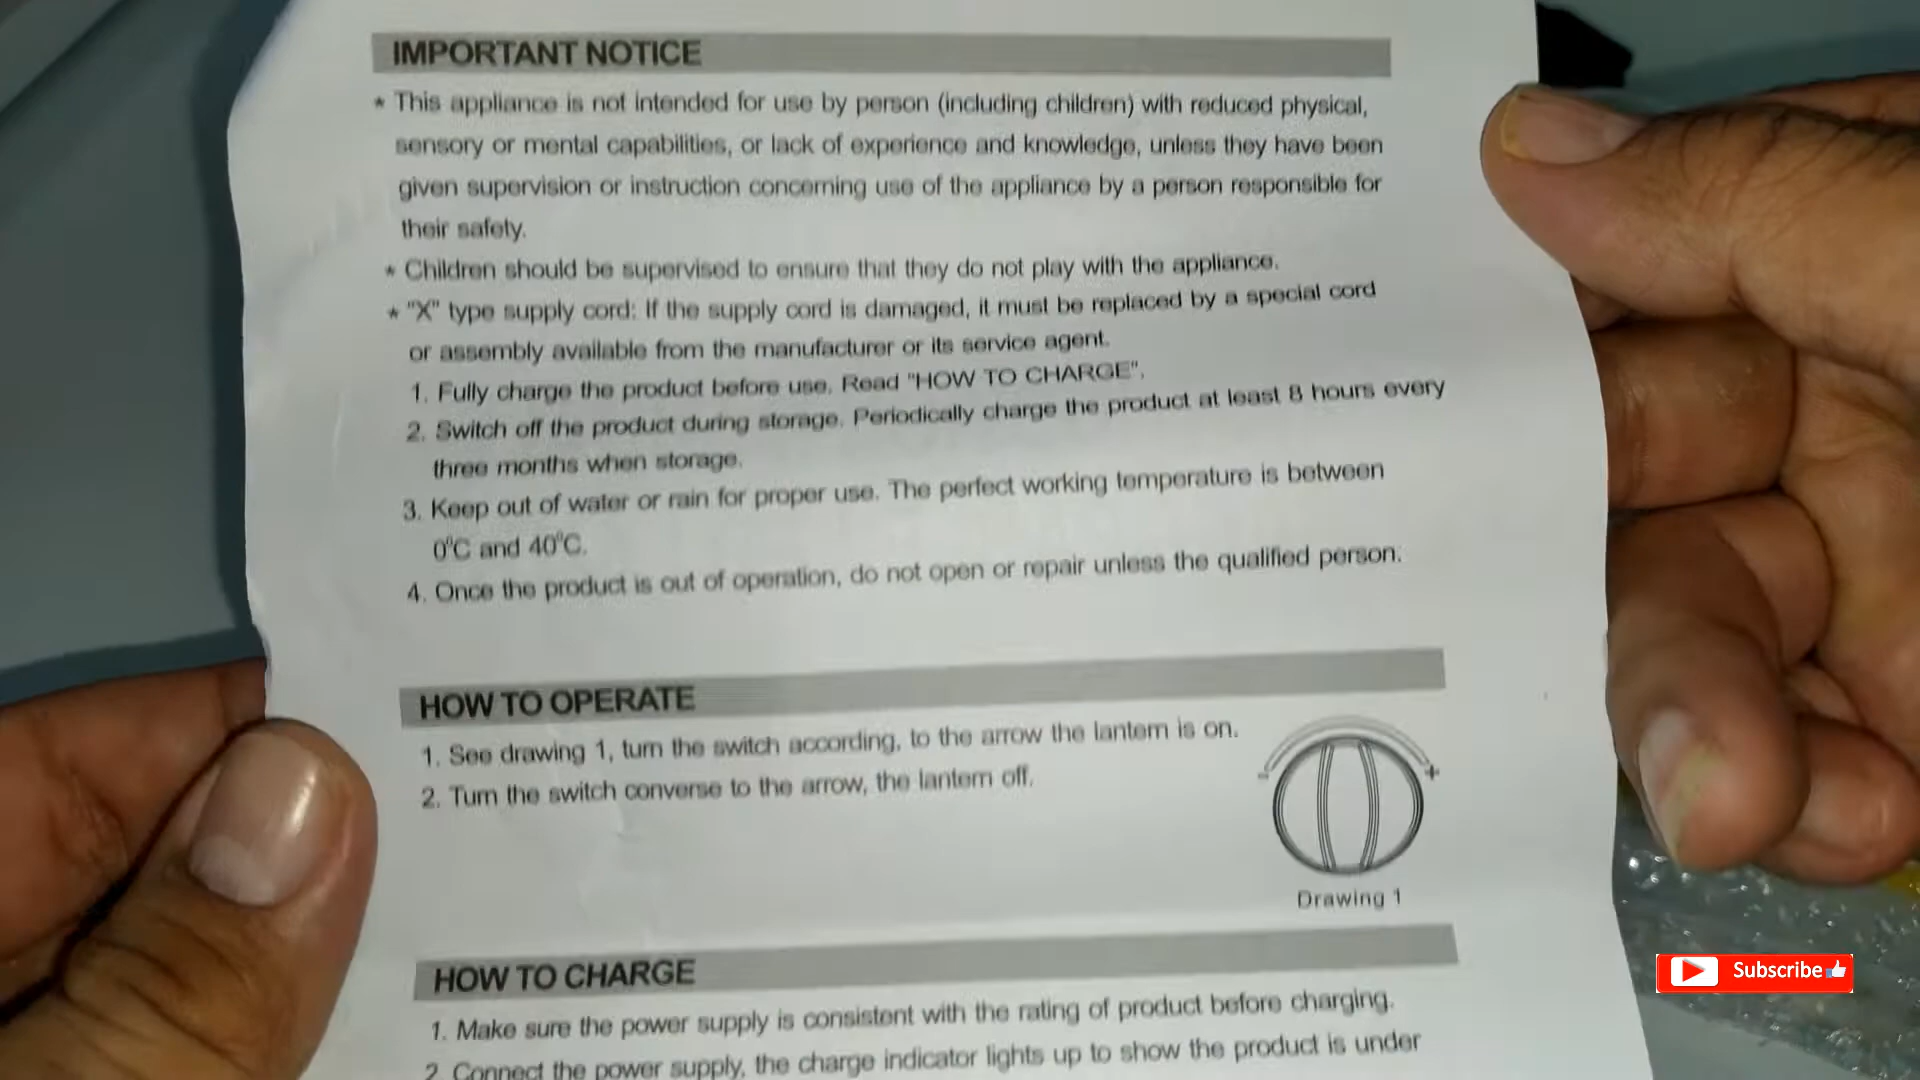 IMPORTANT NOTICE
* This appliance is not intended for use by person (including children) with reduced physical,
sensory or mental capabilities, or lack of experience and knowledge, unless they have been
given supervision or instruction concerning use of the appliance by a person responsible for
their safety.
* Children should be supervised to ensure that they do not play with the appliance.
* "X" type supply cord: If the supply cord is damaged, it must be replaced by a special cord
or assembly available from the manufacturer or its service agent.
1. Fully charge the product before use. Read "HOW TO CHARGE".
2. Switch off the product during storage. Periodically charge the product at least 8 hours every
three months when storage.
3. Keep out of water or rain for proper use. The perfect working temperature is between
0°C and 40°C.
4. Once the product is out of operation, do not open or repair unless the qualified person.
HOW TO OPERATE
1. See drawing 1, turn the switch according, to the arrow the lantern is on.
2. Turn the switch converse to the arrow, the lantern off.
- +
Drawing 1
HOW TO CHARGE
1. Make sure the power supply is consistent with the rating of product before charging.
2. Connect the power supply, the charge indicator lights up to show the product is under
Subscribe